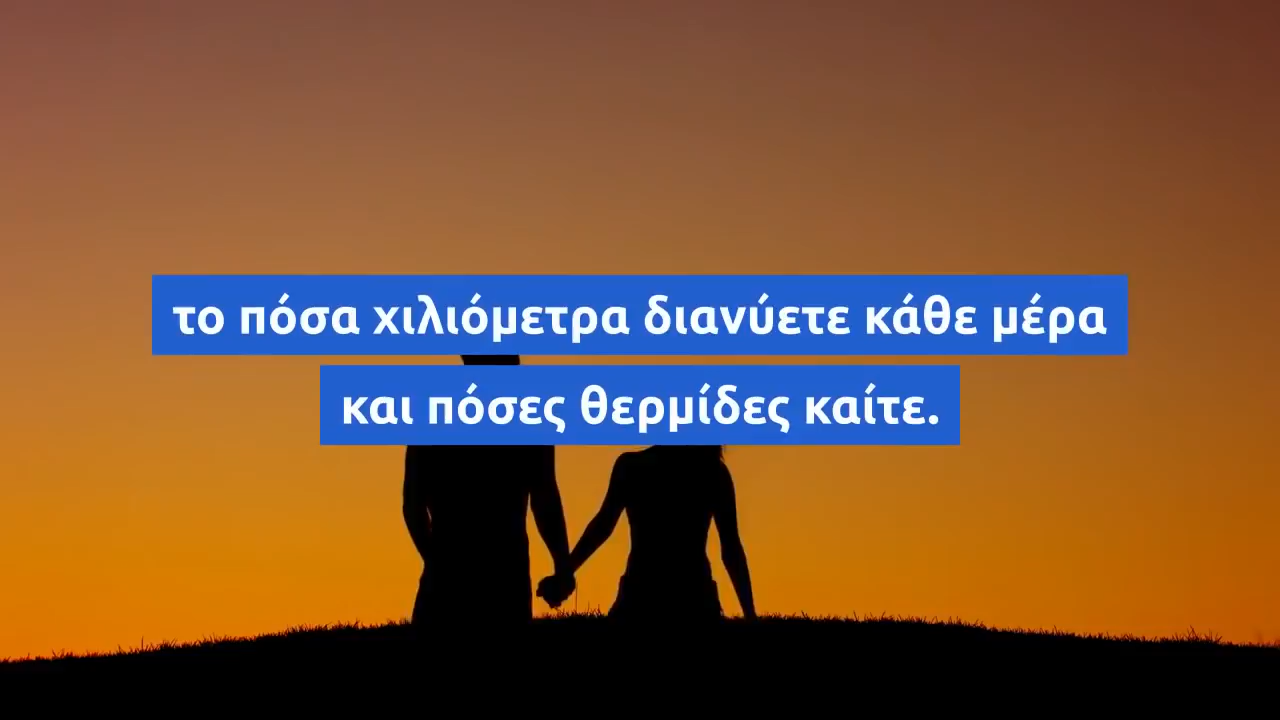 το πόσα χιλιόμετρα διανύετε κάθε μέρα
και πόσες θερμίδες καίτε.